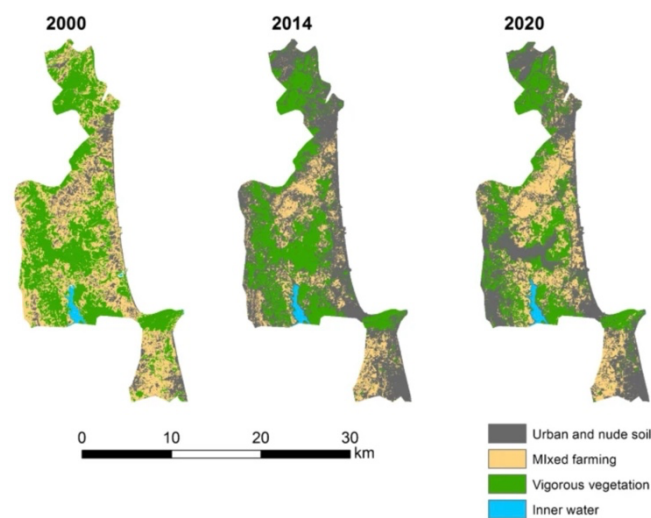 2000 2014 2020
0 10 20 30
km
Urban and nude soil
MIxed farming
Vigorous vegetation
Inner water